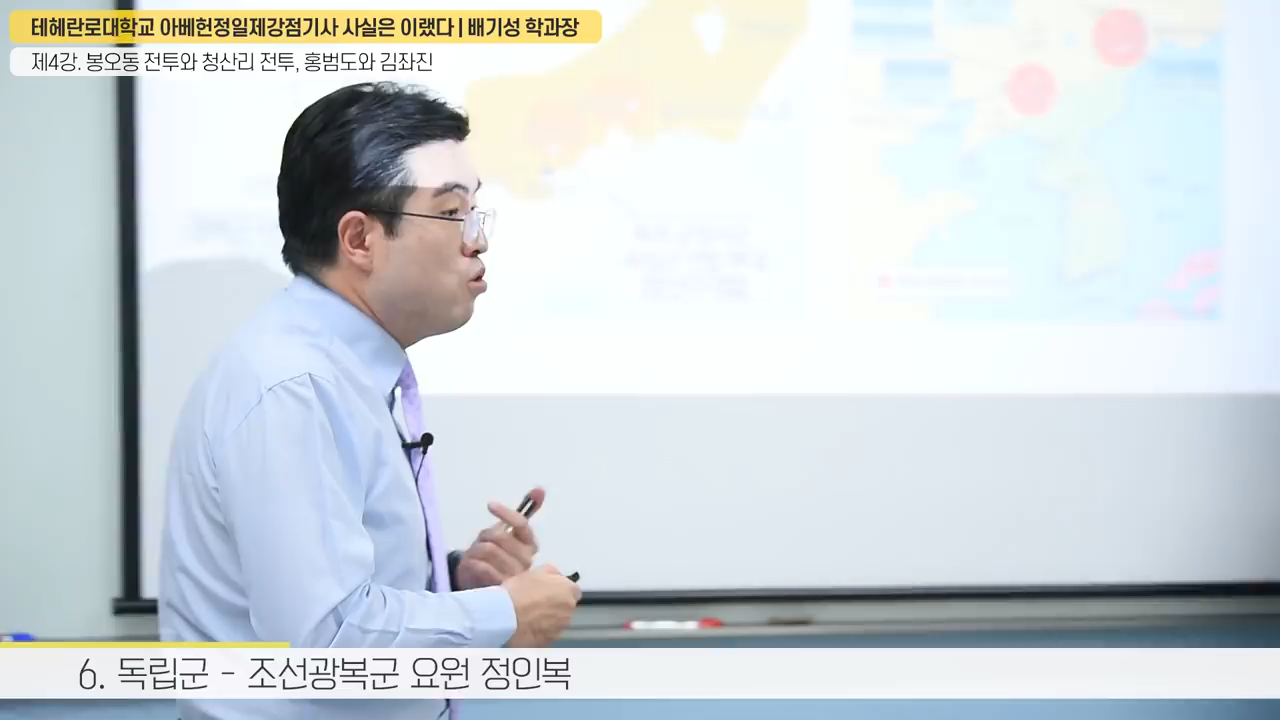 테헤란로대학교 아베헌정일제강점기사 사실은 이랬다 | 배기성 학과장
제4강. 봉오동 전투와 청산리 전투, 홍범도와 김좌진
6. 독립군 - 조선광복군 요원 정인복